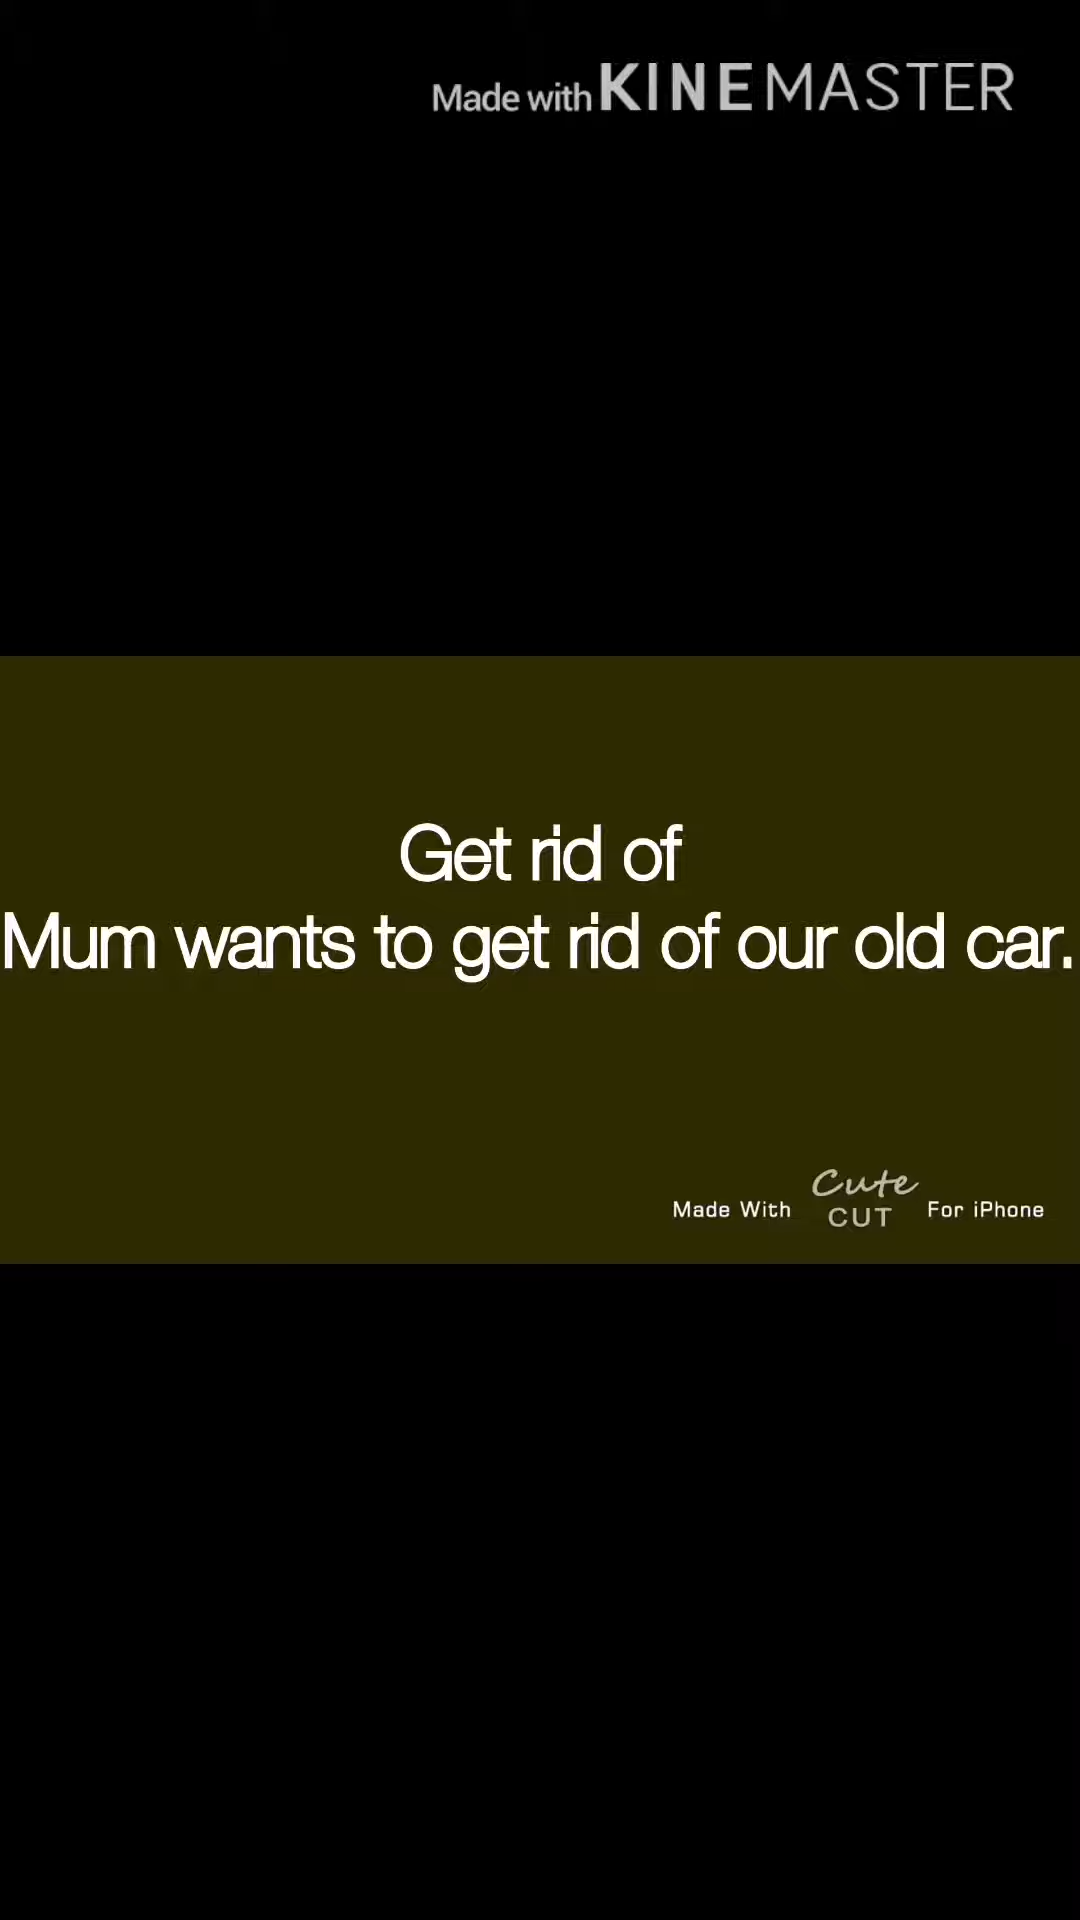 Made with KINEMASTER
Get rid of
Mum wants to get rid of our old car.
Made With Cute CUT For iPhone